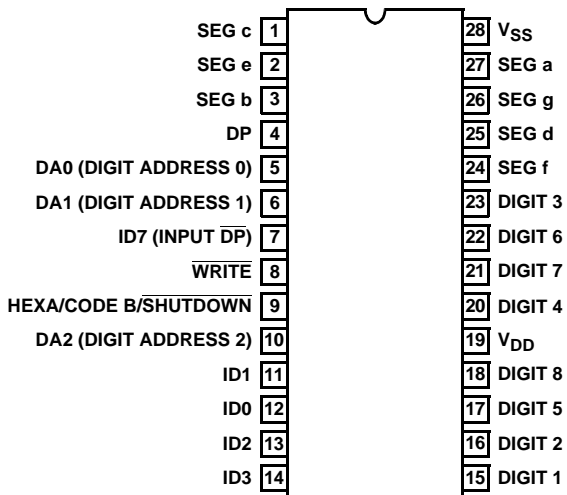 SEG c 1 28 VSS
SEG e 2 27 SEG a
SEG b 3 26 SEG g
DP 4 25 SEG d
DA0 (DIGIT ADDRESS 0) 5 24 SEG f
DA1 (DIGIT ADDRESS 1) 6 23 DIGIT 3
ID7 (INPUT D̅P̅) 7 22 DIGIT 6
W̅R̅I̅T̅E̅ 8 21 DIGIT 7
HEXA/CODE B/S̅H̅U̅T̅D̅O̅W̅N̅ 9 20 DIGIT 4
DA2 (DIGIT ADDRESS 2) 10 19 VDD
ID1 11 18 DIGIT 8
ID0 12 17 DIGIT 5
ID2 13 16 DIGIT 2
ID3 14 15 DIGIT 1